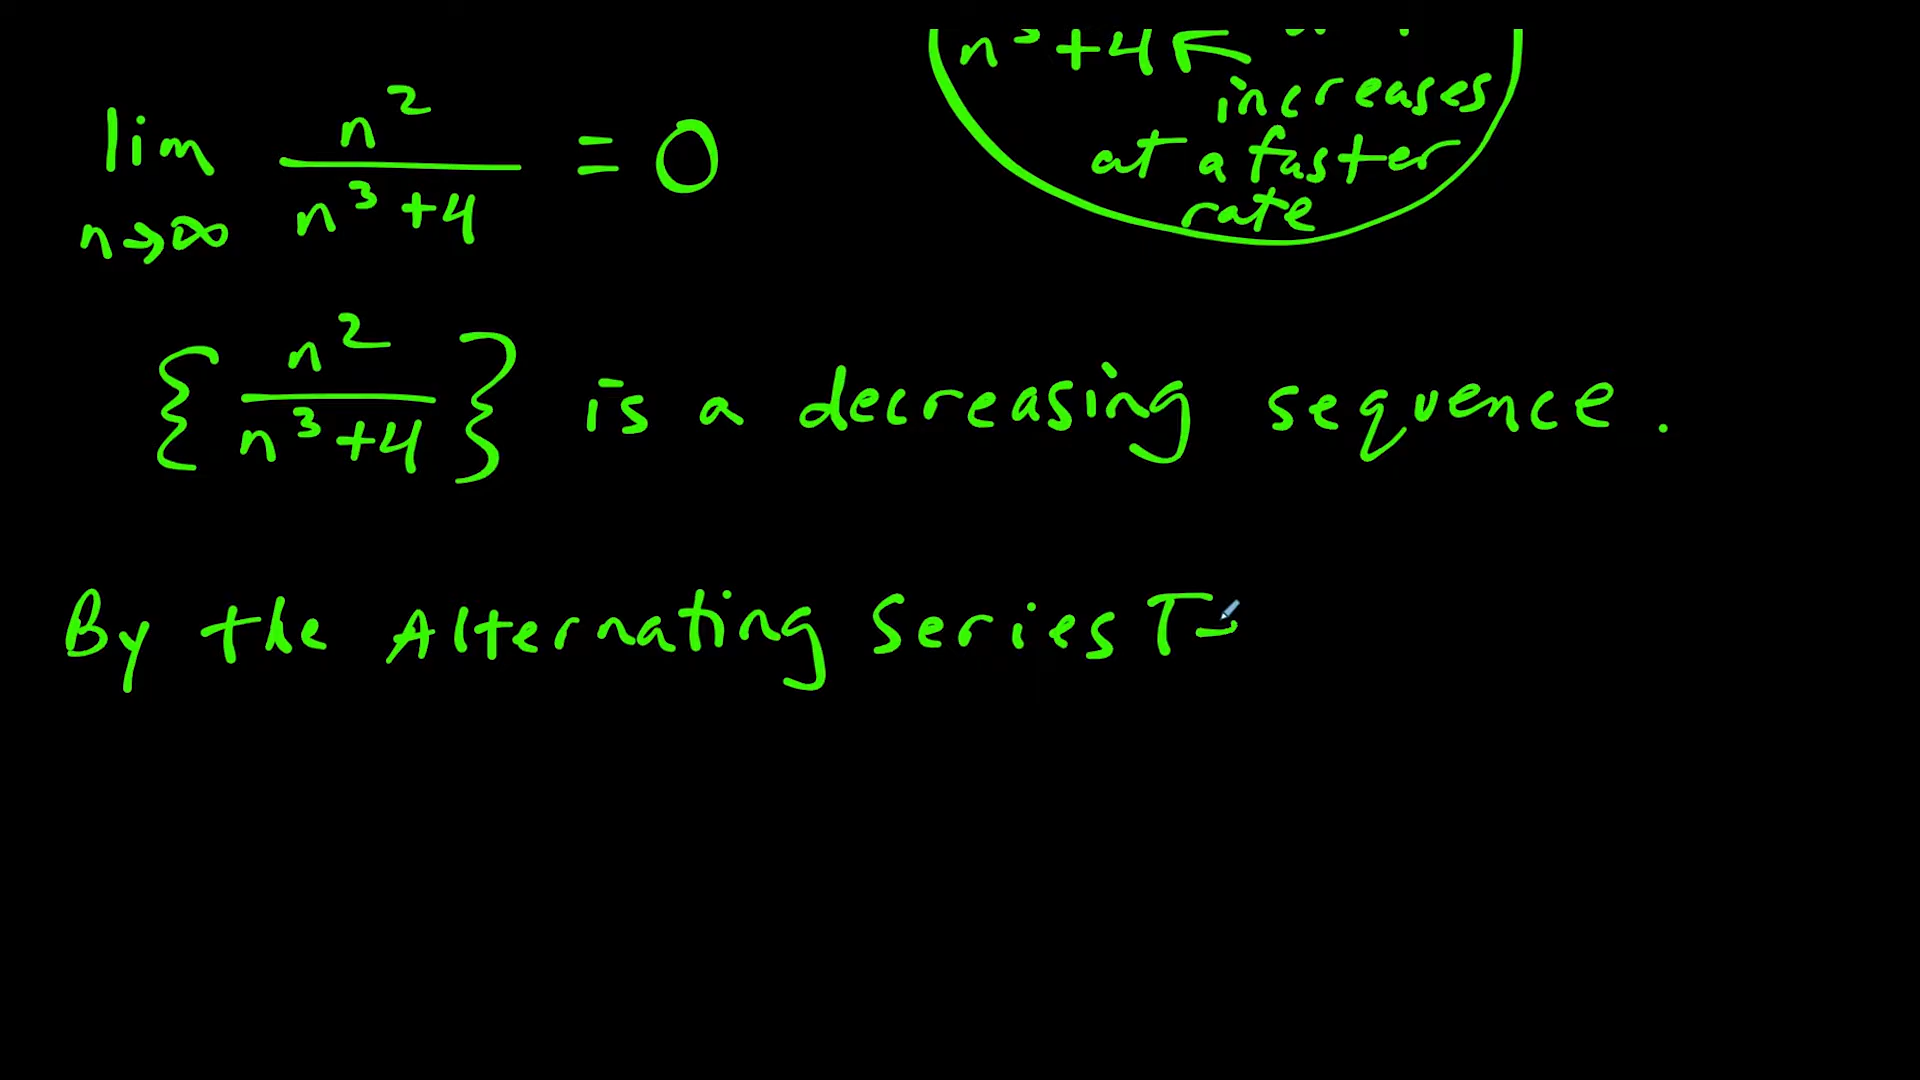 n³+4 ←
increases
at a faster
rate
lim n→∞ n²/(n³+4) = 0
{n²/(n³+4)} is a decreasing sequence.
By the Alternating Series T